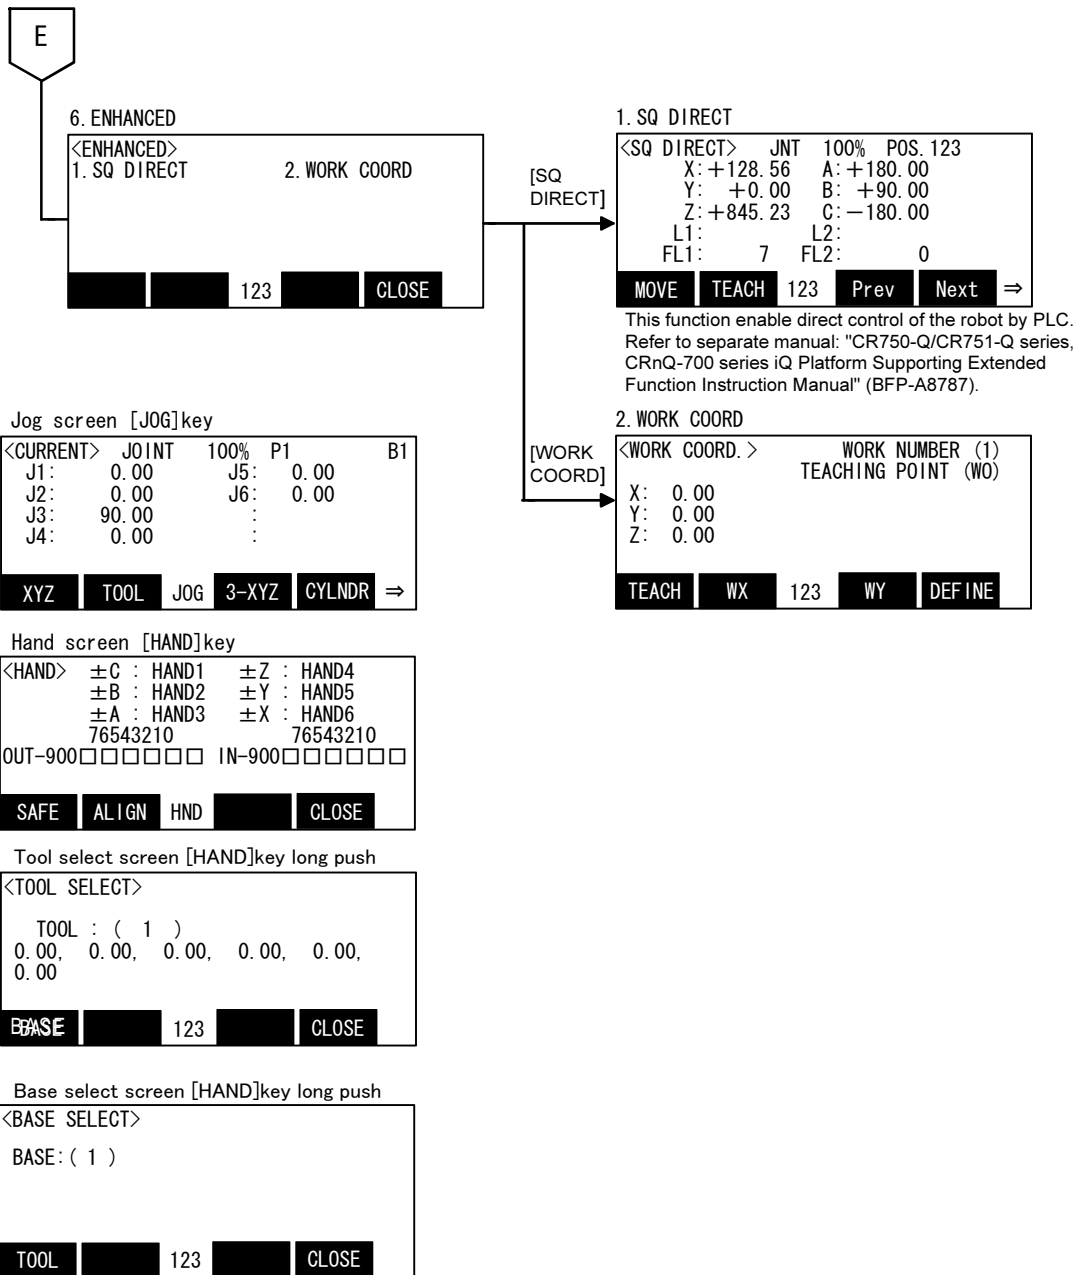 E
6. ENHANCED
<ENHANCED>
1. SQ DIRECT 2. WORK COORD
123 CLOSE
[SQ
DIRECT]
1. SQ DIRECT
<SQ DIRECT> JNT 100% POS. 123
X:+128.56 A:+180.00
Y: +0.00 B: +90.00
Z:+845.23 C:-180.00
L1: L2:
FL1: 7 FL2: 0
MOVE TEACH 123 Prev Next ⇒
This function enable direct control of the robot by PLC.
Refer to separate manual: "CR750-Q/CR751-Q series,
CRnQ-700 series iQ Platform Supporting Extended
Function Instruction Manual" (BFP-A8787).
[WORK
COORD]
2. WORK COORD
<WORK COORD. > WORK NUMBER (1)
TEACHING POINT (WO)
X: 0.00
Y: 0.00
Z: 0.00
TEACH WX 123 WY DEFINE
Jog screen [JOG]key
<CURRENT> JOINT 100% P1 B1
J1: 0.00 J5: 0.00
J2: 0.00 J6: 0.00
J3: 90.00 :
J4: 0.00 :
XYZ TOOL JOG 3-XYZ CYLNDR ⇒
Hand screen [HAND]key
<HAND> ±C : HAND1 ±Z : HAND4
±B : HAND2 ±Y : HAND5
±A : HAND3 ±X : HAND6
76543210 76543210
OUT-900□□□□□□ IN-900□□□□□□
SAFE ALIGN HND CLOSE
Tool select screen [HAND]key long push
<TOOL SELECT>
TOOL : ( 1 )
0.00, 0.00, 0.00, 0.00, 0.00,
0.00
BASE 123 CLOSE
Base select screen [HAND]key long push
<BASE SELECT>
BASE:( 1 )
TOOL 123 CLOSE